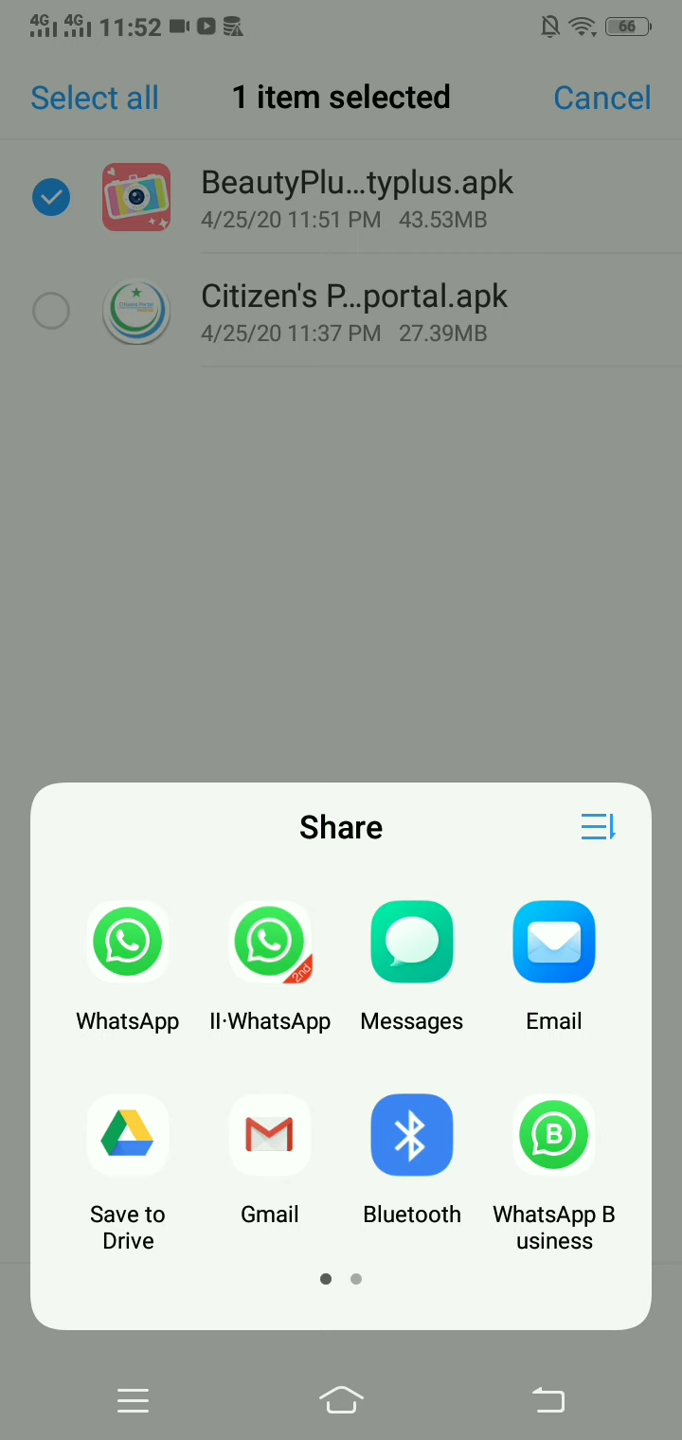 4G 4G 11:52 66
Select all 1 item selected Cancel
BeautyPlu...typlus.apk
4/25/20 11:51 PM 43.53MB
Citizen's P...portal.apk
4/25/20 11:37 PM 27.39MB
Share
WhatsApp II·WhatsApp Messages Email
2nd
Save to Drive Gmail Bluetooth WhatsApp B
usiness